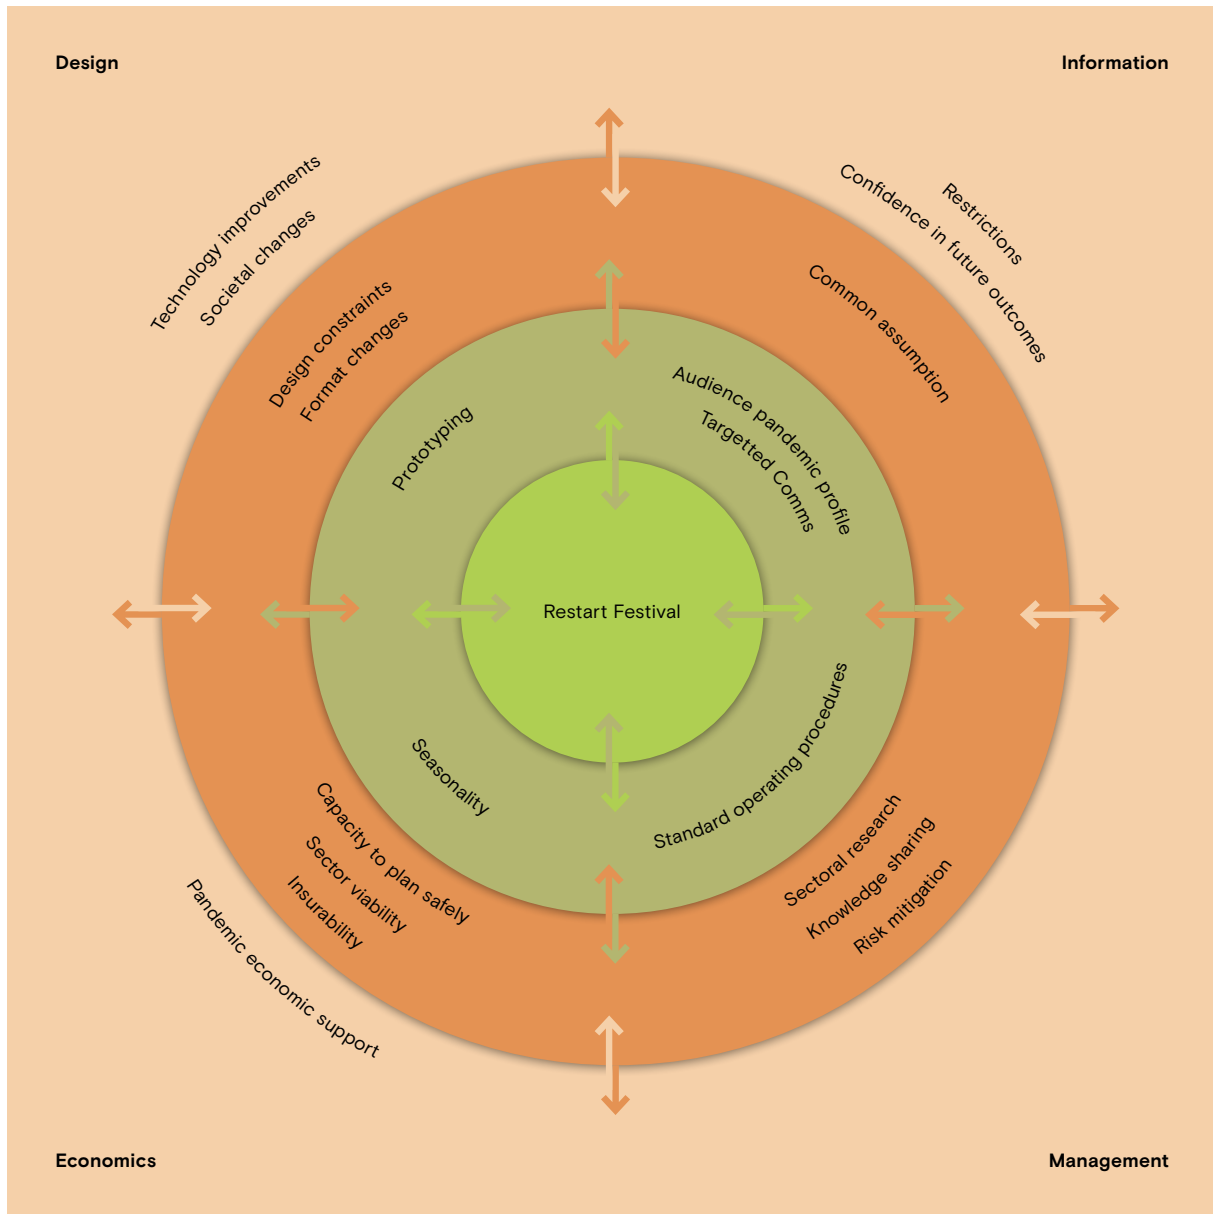 Design
Information
Technology improvements
Societal changes
Restrictions
Confidence in future outcomes
Design constraints
Format changes
Common assumption
Prototyping
Audience pandemic profile
Targetted Comms
Restart Festival
Seasonality
Standard operating procedures
Capacity to plan safely
Sector viability
Insurability
Sectoral research
Knowledge sharing
Risk mitigation
Pandemic economic support
Economics
Management